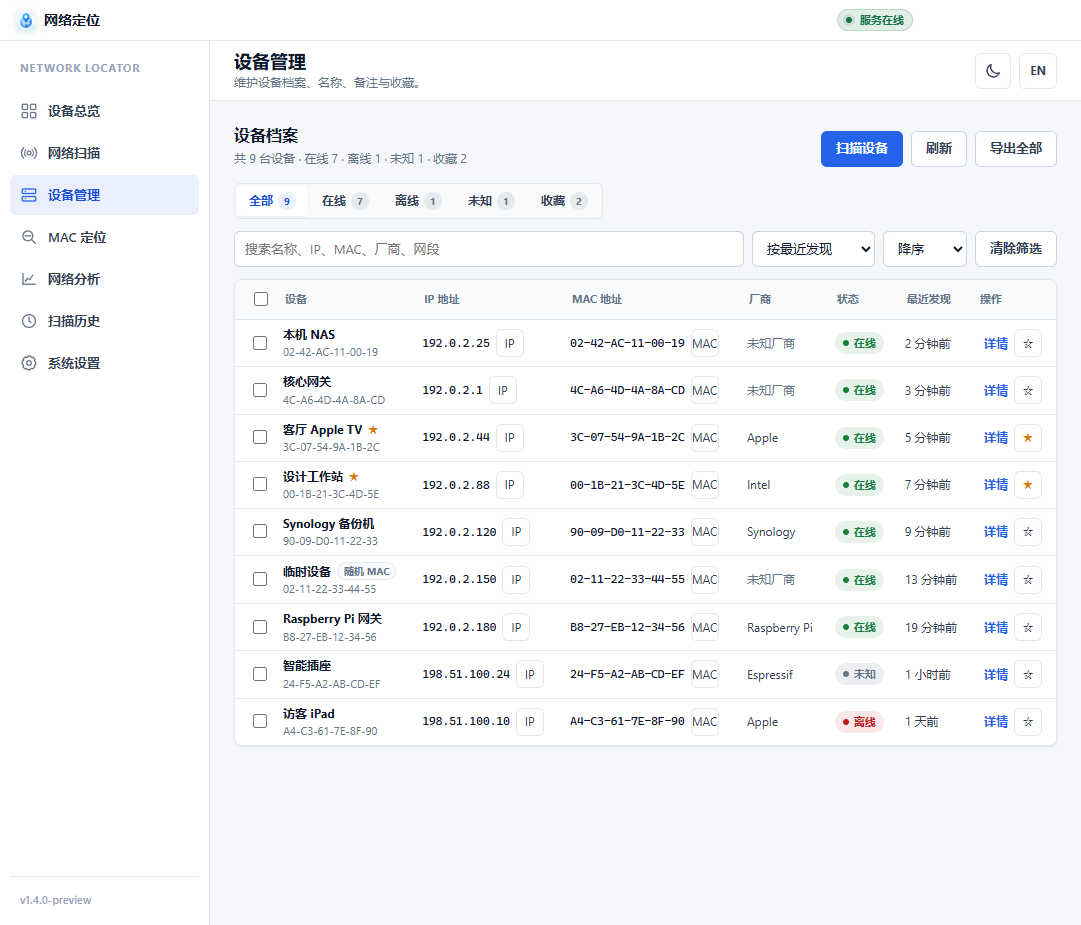 网络定位
服务在线
NETWORK LOCATOR
设备总览
网络扫描
设备管理
MAC 定位
网络分析
扫描历史
系统设置
v1.4.0-preview
设备管理
维护设备档案、名称、备注与收藏。
EN
设备档案
共 9 台设备 · 在线 7 · 离线 1 · 未知 1 · 收藏 2
扫描设备 刷新 导出全部
全部 9 在线 7 离线 1 未知 1 收藏 2
搜索名称、IP、MAC、厂商、网段 按最近发现 降序 清除筛选
设备 IP 地址 MAC 地址 厂商 状态 最近发现 操作
本机 NAS
02-42-AC-11-00-19
192.0.2.25 IP 02-42-AC-11-00-19 MAC 未知厂商 在线 2 分钟前 详情 ☆
核心网关
4C-A6-4D-4A-8A-CD
192.0.2.1 IP 4C-A6-4D-4A-8A-CD MAC 未知厂商 在线 3 分钟前 详情 ☆
客厅 Apple TV ★
3C-07-54-9A-1B-2C
192.0.2.44 IP 3C-07-54-9A-1B-2C MAC Apple 在线 5 分钟前 详情 ★
设计工作站 ★
00-1B-21-3C-4D-5E
192.0.2.88 IP 00-1B-21-3C-4D-5E MAC Intel 在线 7 分钟前 详情 ★
Synology 备份机
90-09-D0-11-22-33
192.0.2.120 IP 90-09-D0-11-22-33 MAC Synology 在线 9 分钟前 详情 ☆
临时设备 随机 MAC
02-11-22-33-44-55
192.0.2.150 IP 02-11-22-33-44-55 MAC 未知厂商 在线 13 分钟前 详情 ☆
Raspberry Pi 网关
B8-27-EB-12-34-56
192.0.2.180 IP B8-27-EB-12-34-56 MAC Raspberry Pi 在线 19 分钟前 详情 ☆
智能插座
24-F5-A2-AB-CD-EF
198.51.100.24 IP 24-F5-A2-AB-CD-EF MAC Espressif 未知 1 小时前 详情 ☆
访客 iPad
A4-C3-61-7E-8F-90
198.51.100.10 IP A4-C3-61-7E-8F-90 MAC Apple 离线 1 天前 详情 ☆